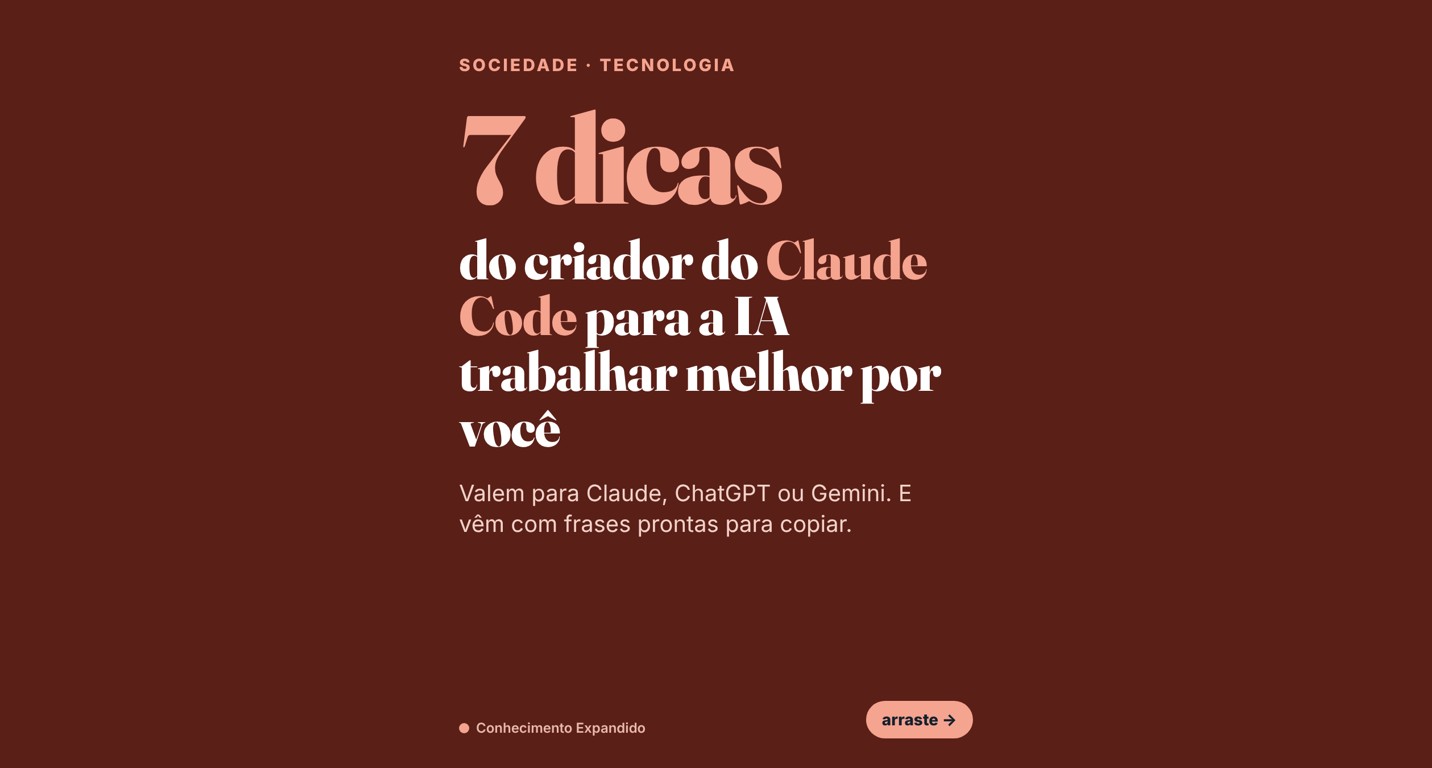 SOCIEDADE · TECNOLOGIA
7 dicas
do criador do Claude
Code para a IA
trabalhar melhor por
você
Valem para Claude, ChatGPT ou Gemini. E
vêm com frases prontas para copiar.
Conhecimento Expandido
arraste →